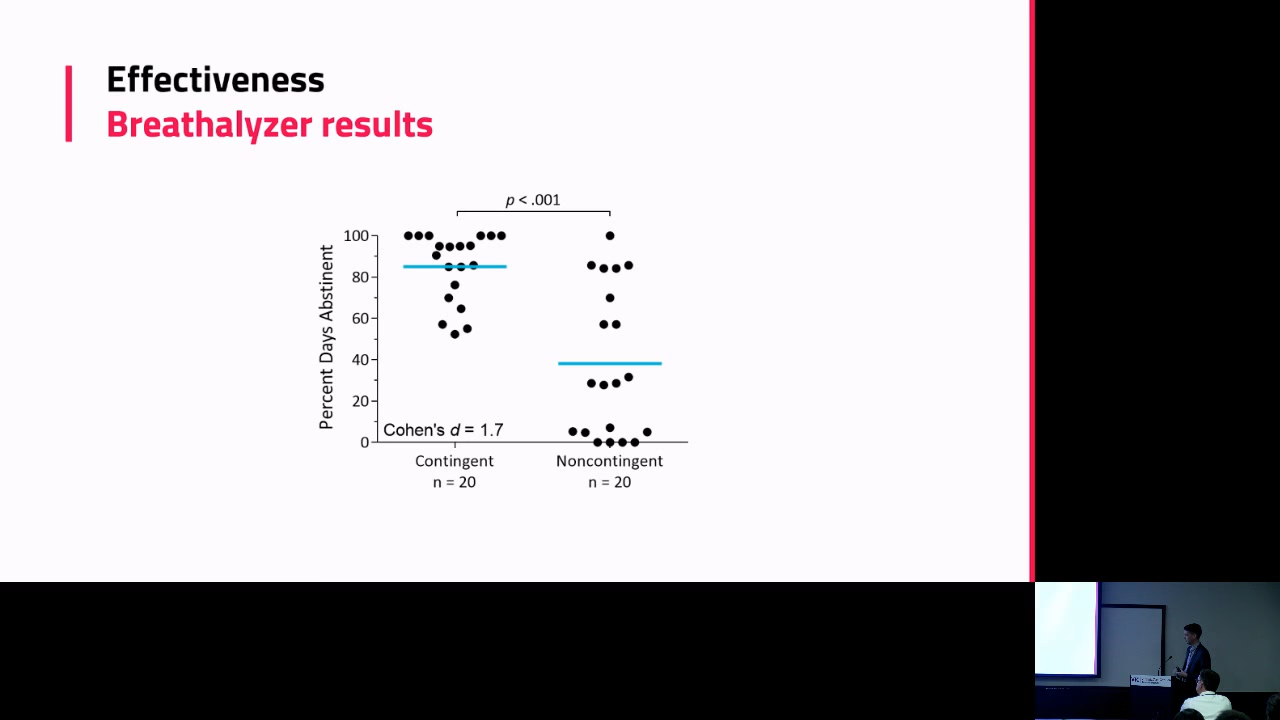 Effectiveness
Breathalyzer results
p < .001
Percent Days Abstinent
100
80
60
40
20
0
Cohen's d = 1.7
Contingent
n = 20
Noncontingent
n = 20